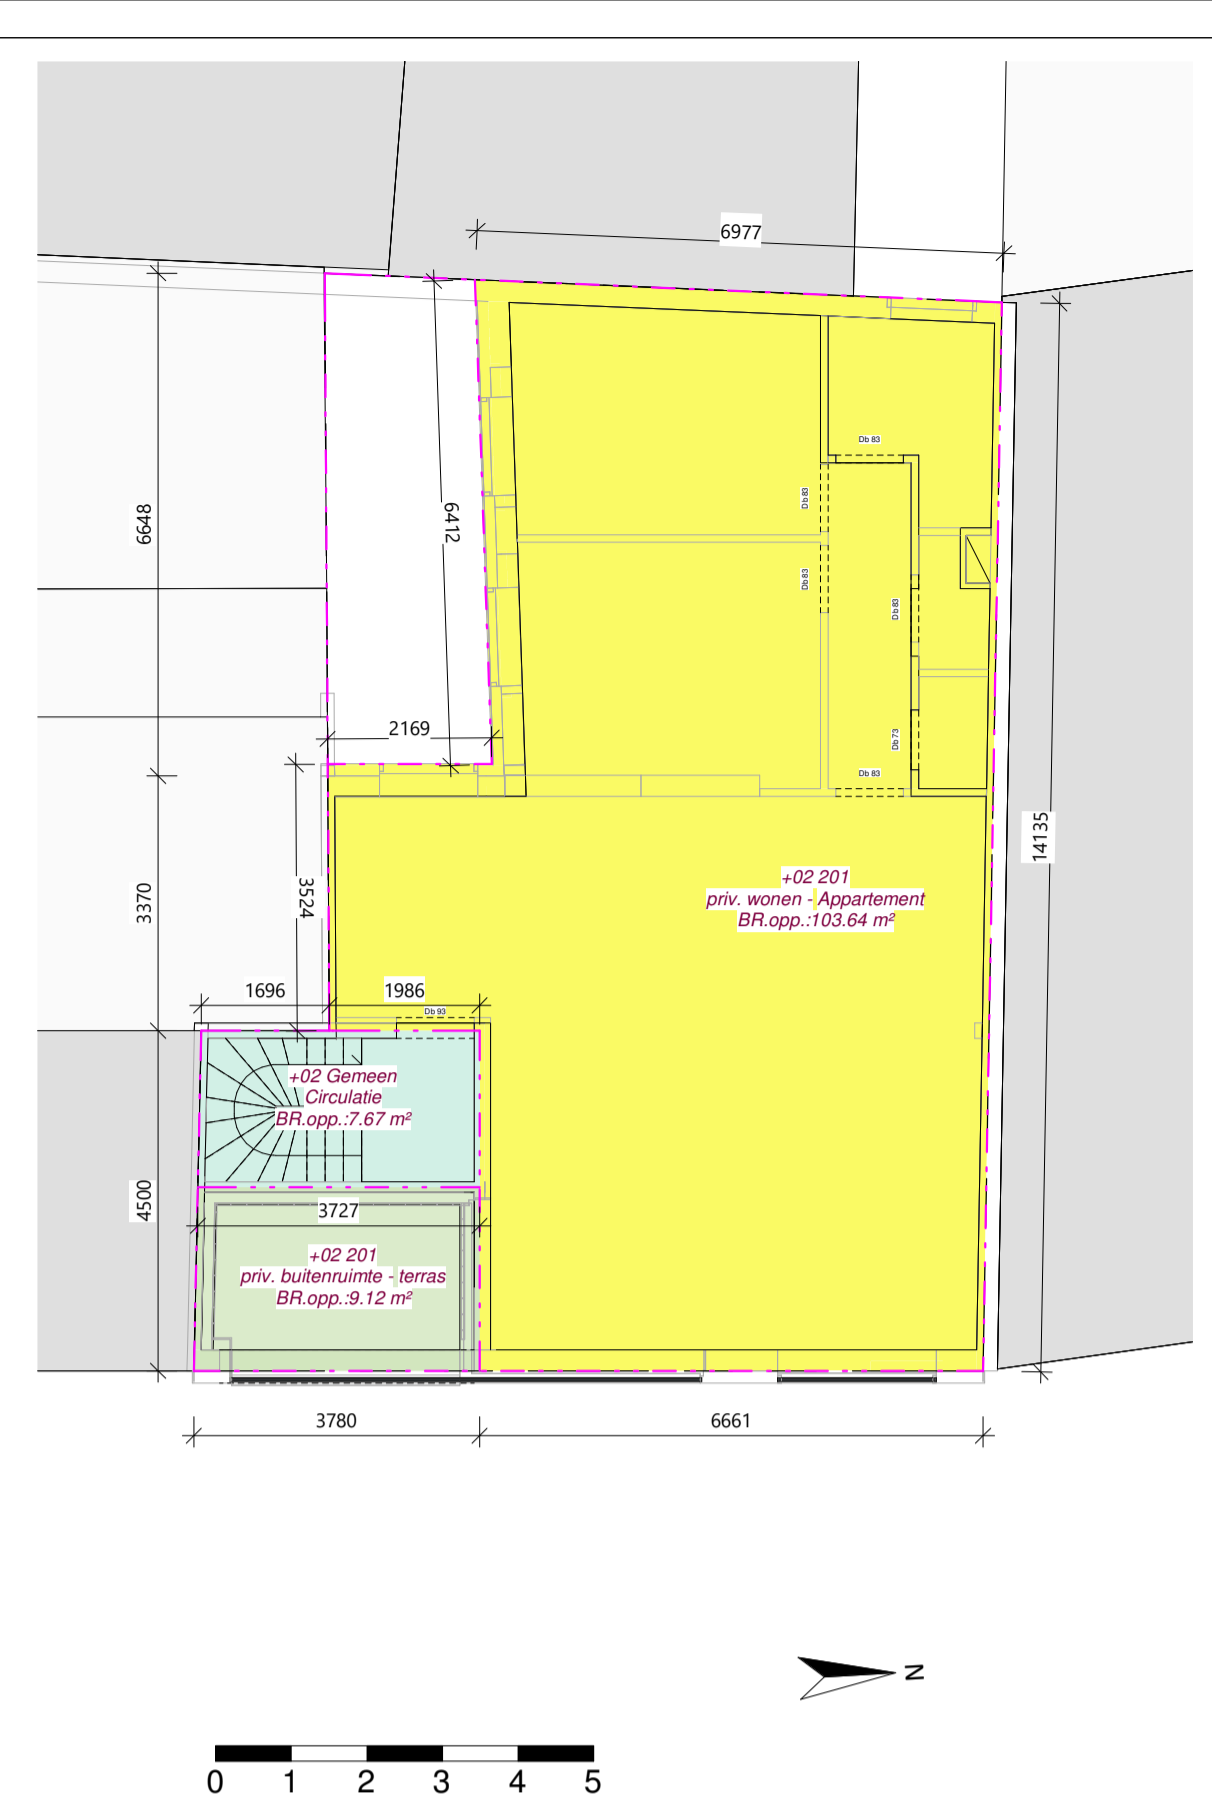 6977
6648
6412
Db 83
Db 83
Db 83
Db 83
2169
Db 73
Db 83
14135
3370
3524
+02 201
priv. wonen - Appartement
BR.opp.:103.64 m²
1696
1986
Db 93
+02 Gemeen
Circulatie
BR.opp.:7.67 m²
4500
3727
+02 201
priv. buitenruimte - terras
BR.opp.:9.12 m²
3780
6661
N
0 1 2 3 4 5